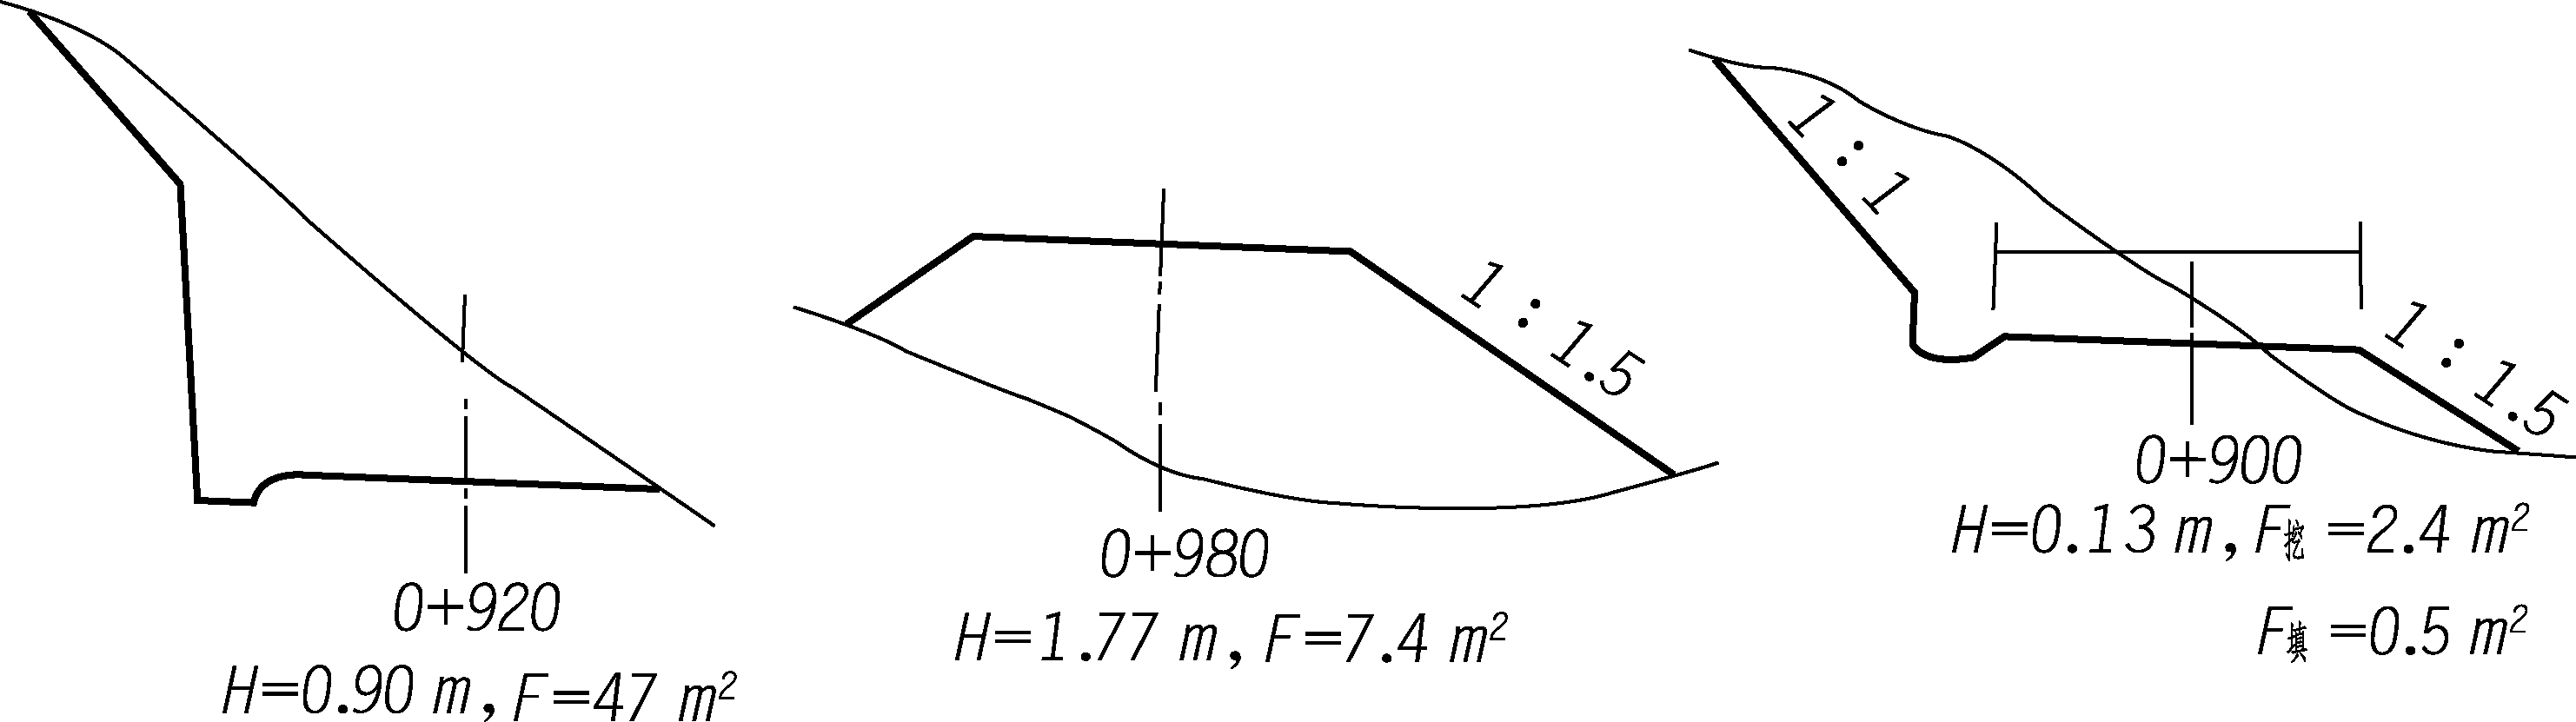 0+920
H=0.90 m, F=47 m²
1:1.5
0+980
H=1.77 m, F=7.4 m²
1:1
1:1.5
0+900
H=0.13 m, F挖=2.4 m²
F填=0.5 m²